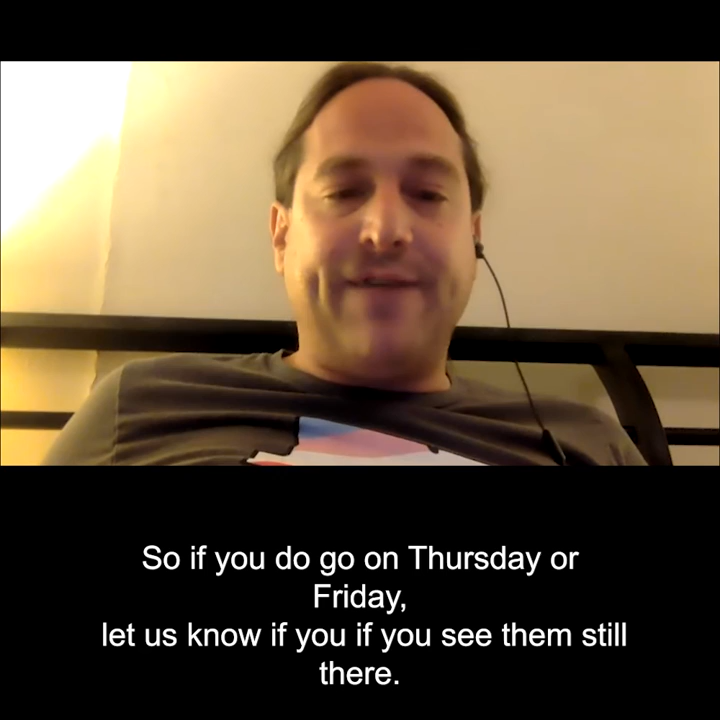 So if you do go on Thursday or
Friday,
let us know if you if you see them still
there.